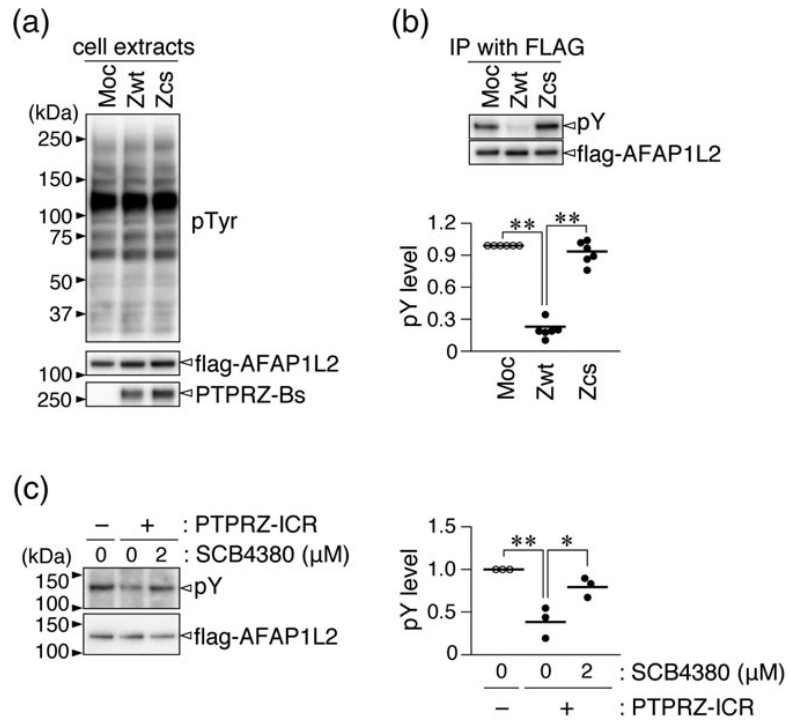 (a)
cell extracts
Moc Zwt Zcs
(kDa)
250
150
100
75
50
37
pTyr
flag-AFAP1L2
100
PTPRZ-Bs
250
(b)
IP with FLAG
Moc Zwt Zcs
pY
flag-AFAP1L2
** **
1.2
0.9
0.3
0
pY level
Moc Zwt Zcs
(c)
– + : PTPRZ-ICR
(kDa) 0 0 2 : SCB4380 (μM)
150
100
pY
150
100
flag-AFAP1L2
** *
1.5
1.0
0.5
0
pY level
0 0 2 : SCB4380 (μM)
– + : PTPRZ-ICR